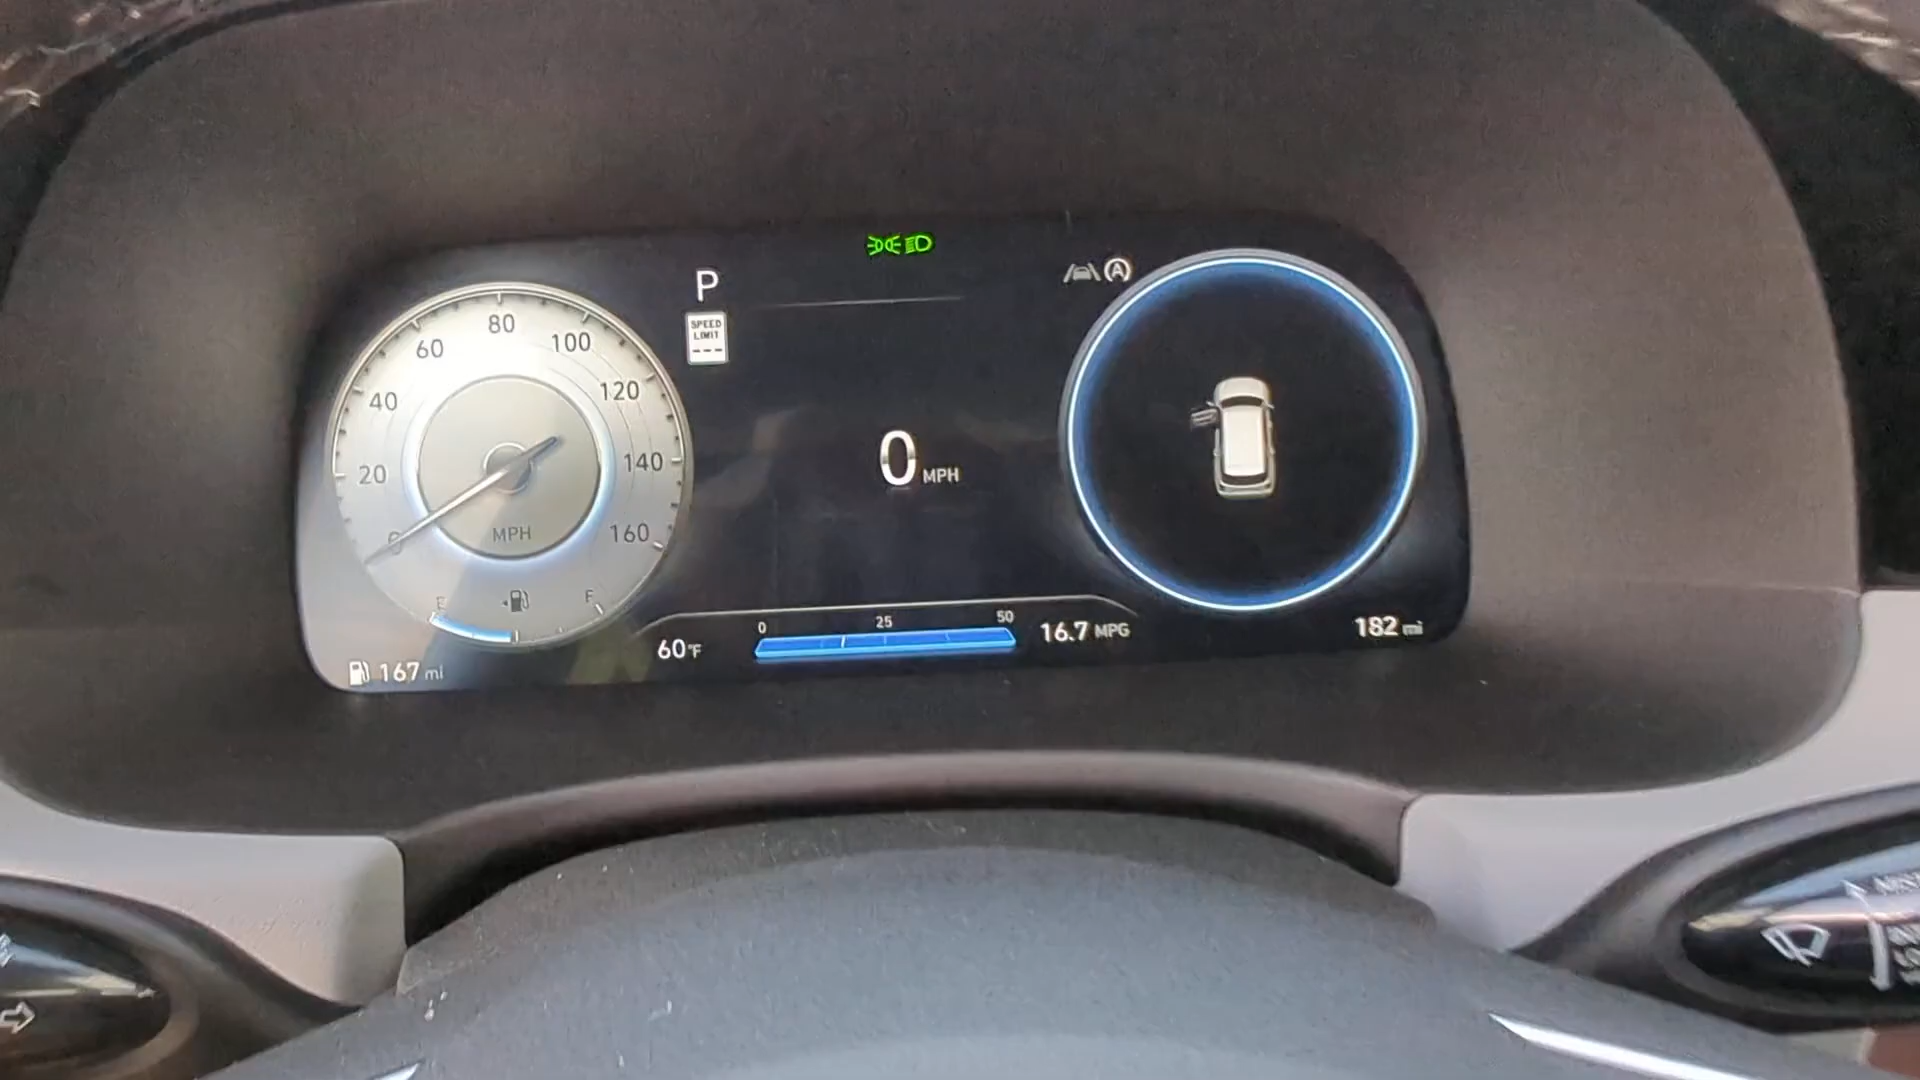 P
SPEED
LIMIT
---
80
60
100
40
120
20
140
0
160
MPH
E
F
167 mi
0 MPH
A
0
25
50
60°F
16.7 MPG
182 mi